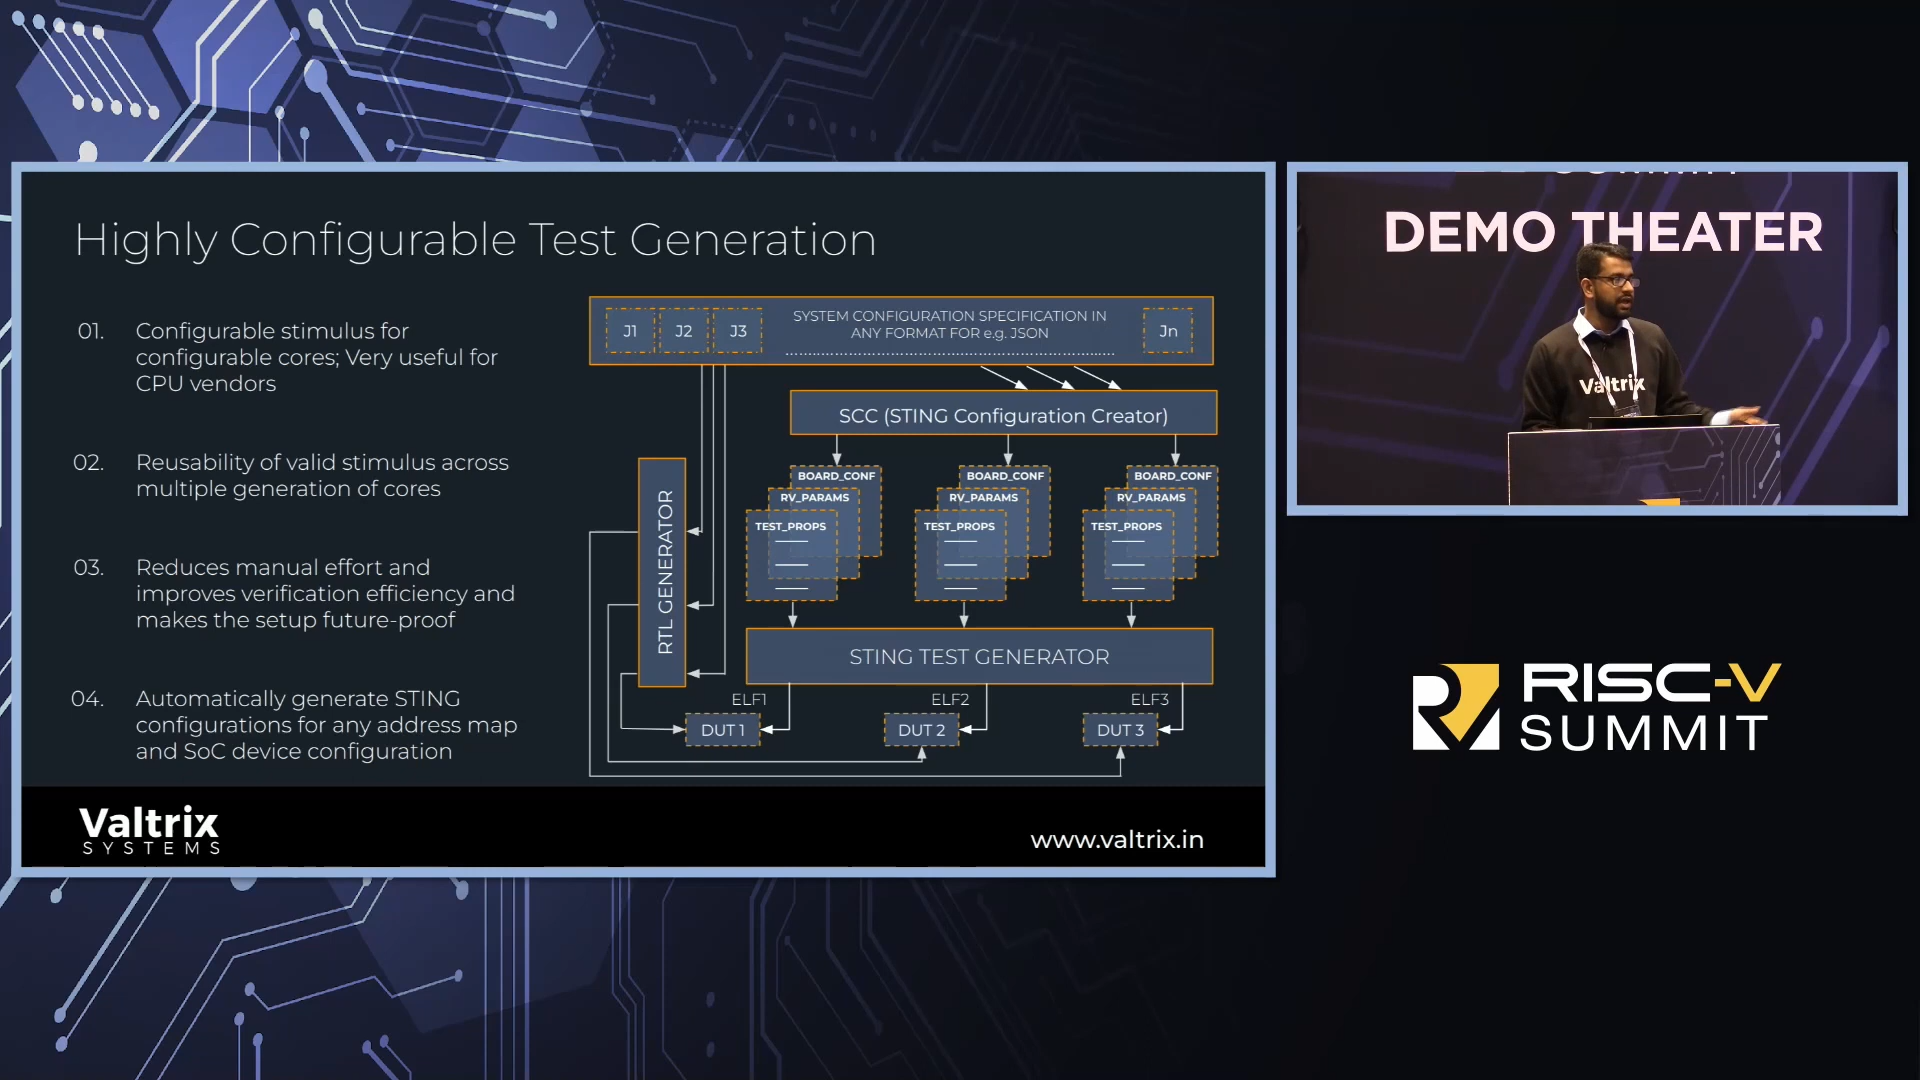 Highly Configurable Test Generation
01. Configurable stimulus for
configurable cores; Very useful for
CPU vendors
02. Reusability of valid stimulus across
multiple generation of cores
03. Reduces manual effort and
improves verification efficiency and
makes the setup future-proof
04. Automatically generate STING
configurations for any address map
and SoC device configuration
J1 J2 J3
SYSTEM CONFIGURATION SPECIFICATION IN
ANY FORMAT FOR e.g. JSON
Jn
SCC (STING Configuration Creator)
BOARD_CONF BOARD_CONF BOARD_CONF
RV_PARAMS RV_PARAMS RV_PARAMS
TEST_PROPS TEST_PROPS TEST_PROPS
RTL GENERATOR
STING TEST GENERATOR
ELF1 ELF2 ELF3
DUT 1 DUT 2 DUT 3
Valtrix
SYSTEMS
www.valtrix.in
DEMO THEATER
Valtrix
RISC-V
SUMMIT